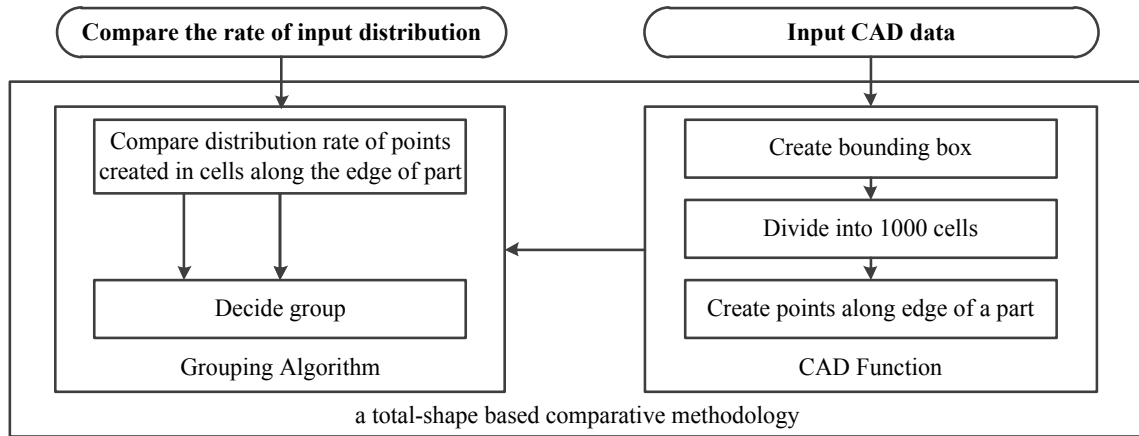 Compare the rate of input distribution
Input CAD data
Compare distribution rate of points
created in cells along the edge of part
Decide group
Grouping Algorithm
Create bounding box
Divide into 1000 cells
Create points along edge of a part
CAD Function
a total-shape based comparative methodology